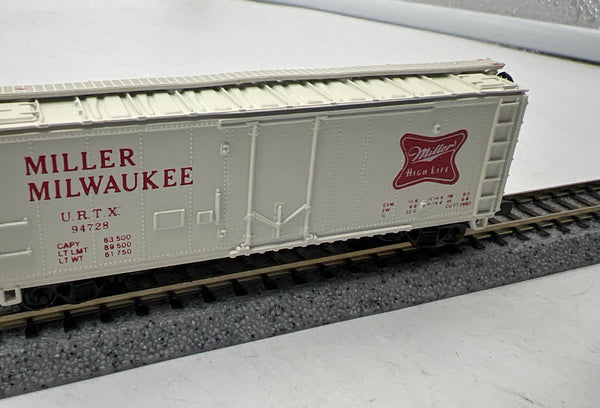 MILLER
MILWAUKEE
U.R.T.X.
94728
CAPY 83500
LT LMT 89500
LT WT 81750
Miller
HIGH LIFE